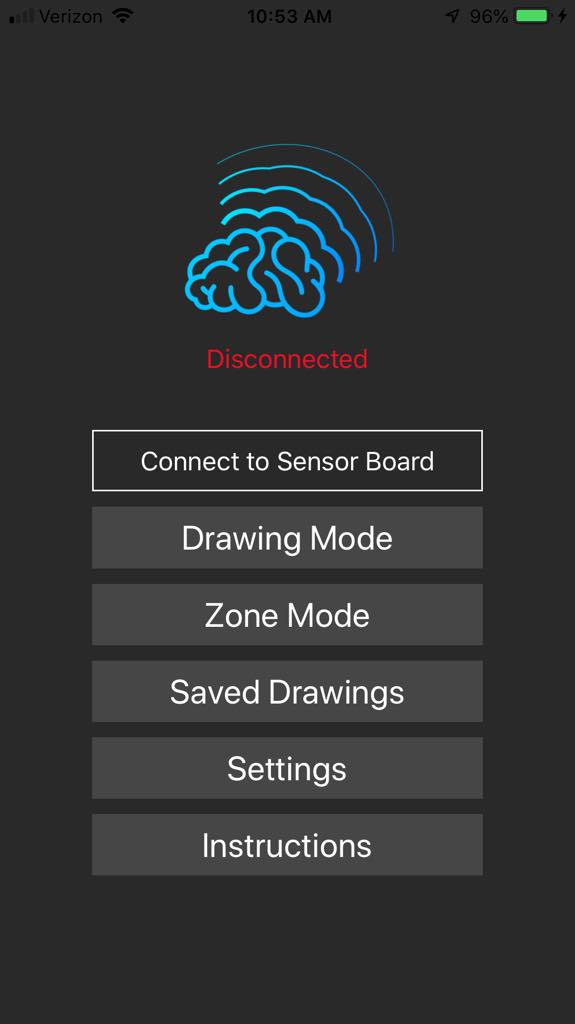 Verizon 10:53 AM 96%
Disconnected
Connect to Sensor Board
Drawing Mode
Zone Mode
Saved Drawings
Settings
Instructions